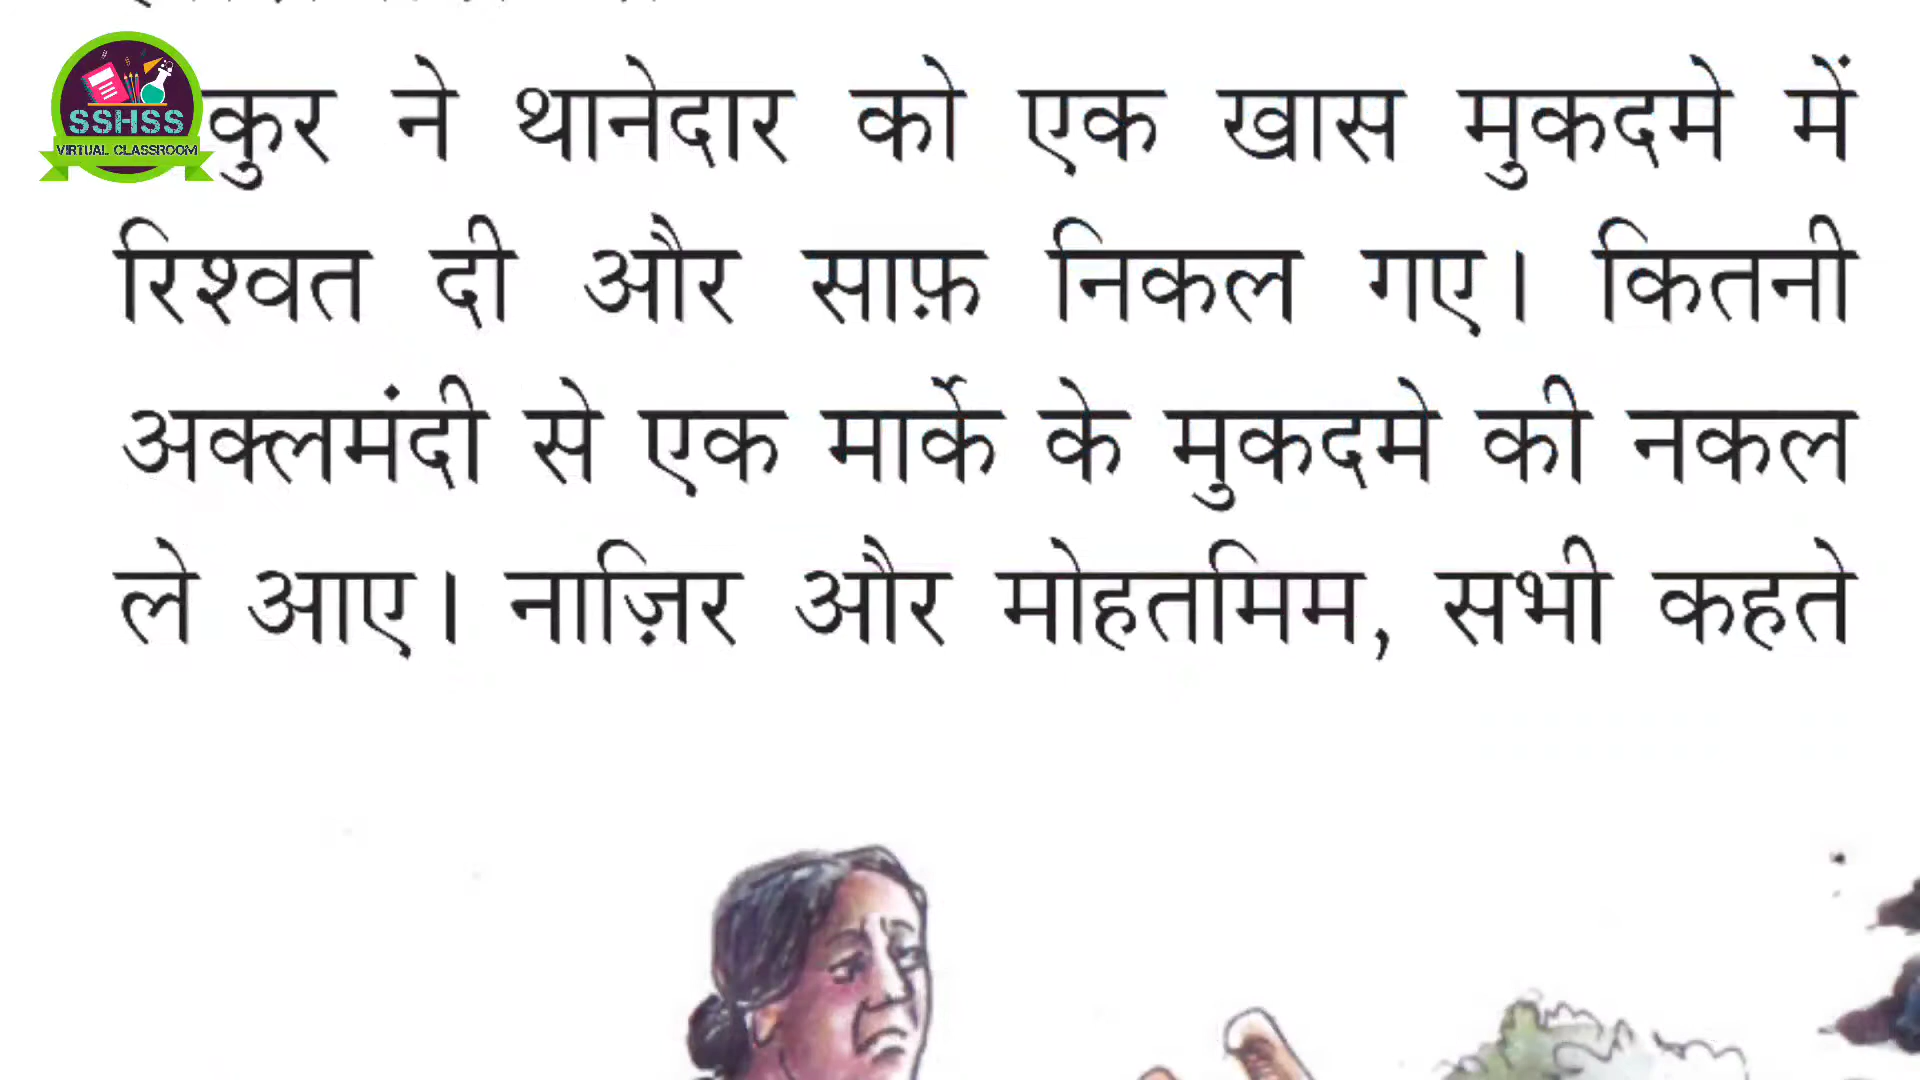 SSHSS
VIRTUAL CLASSROOM
कुर ने थानेदार को एक खास मुकदमे में
रिश्वत दी और साफ़ निकल गए। कितनी
अक्लमंदी से एक मार्के के मुकदमे की नकल
ले आए। नाज़िर और मोहतमिम, सभी कहते